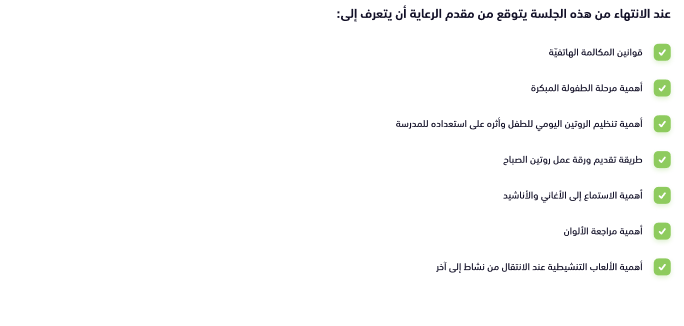 عند الانتهاء من هذه الجلسة يتوقع من مقدم الرعاية أن يتعرف إلى:
قوانين المكالمة الهاتفيّة
أهمية مرحلة الطفولة المبكرة
أهمية تنظيم الروتين اليومي للطفل وأثره على استعداده للمدرسة
طريقة تقديم ورقة عمل روتين الصباح
أهمية الاستماع إلى الأغاني والأناشيد
أهمية مراجعة الألوان
أهمية الألعاب التنشيطية عند الانتقال من نشاط إلى آخر